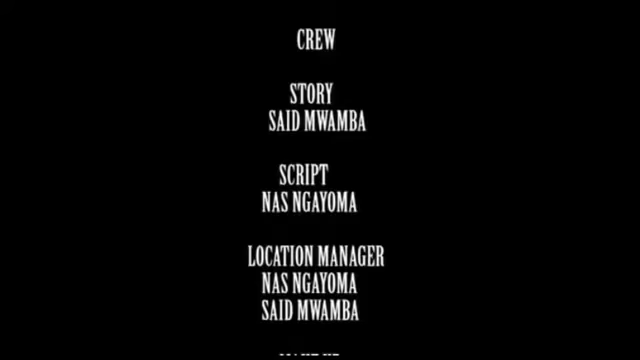 CREW
STORY
SAID MWAMBA
SCRIPT
NAS NGAYOMA
LOCATION MANAGER
NAS NGAYOMA
SAID MWAMBA